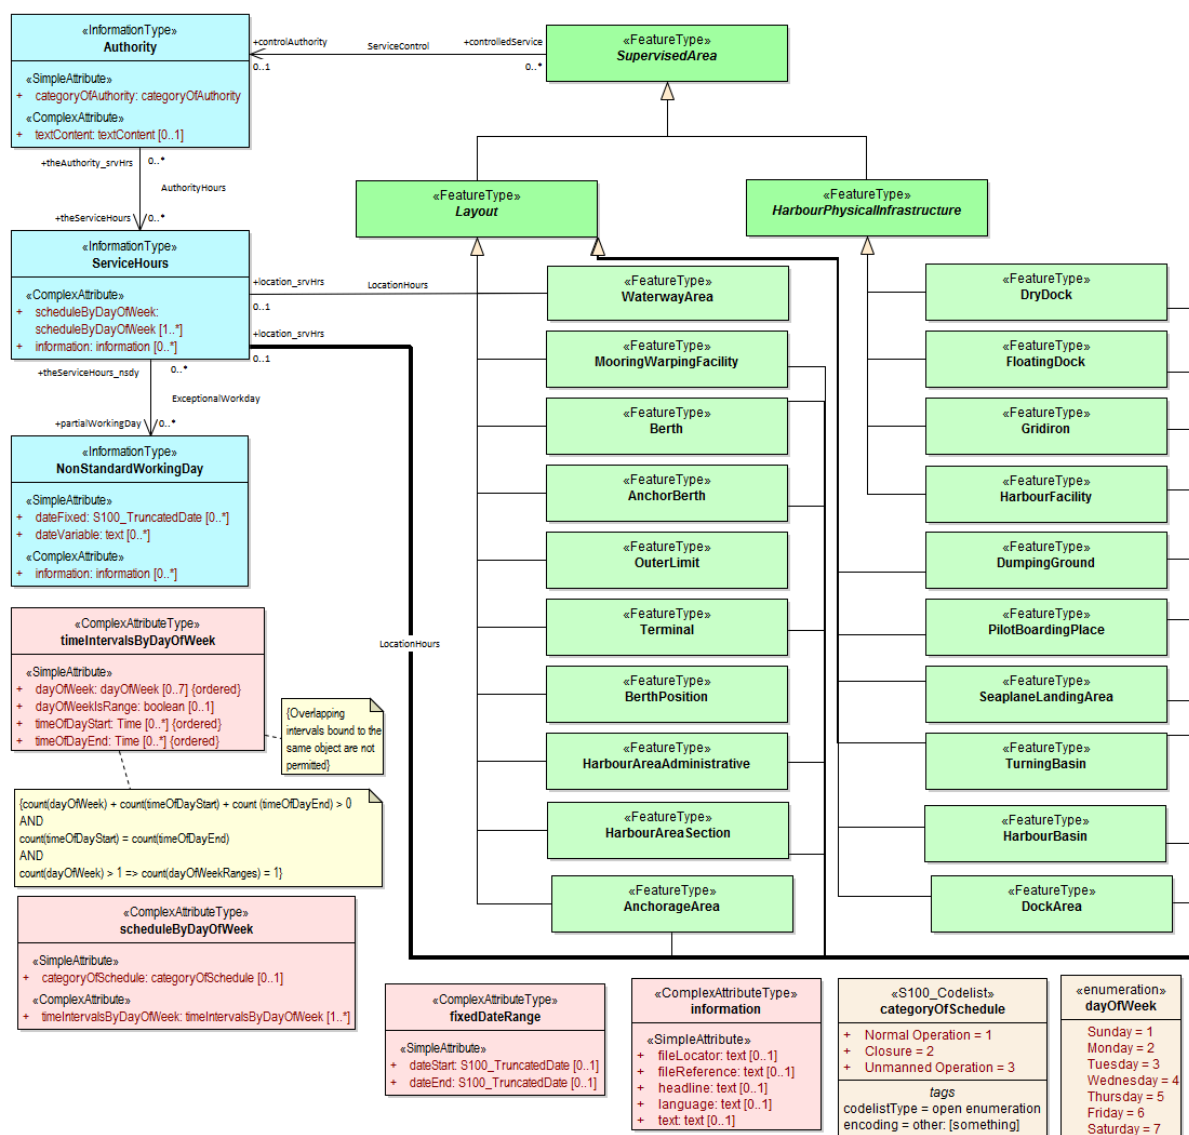 «InformationType»
Authority
«SimpleAttribute»
+ categoryOfAuthority: categoryOfAuthority
«ComplexAttribute»
+ textContent: textContent [0..1]
+controlAuthority
ServiceControl
+controlledService
0..1
0..*
«FeatureType»
SupervisedArea
+theAuthority_srvHrs
0..*
AuthorityHours
+theServiceHours
0..*
«FeatureType»
Layout
«FeatureType»
HarbourPhysicalInfrastructure
«InformationType»
ServiceHours
«ComplexAttribute»
+ scheduleByDayOfWeek:
scheduleByDayOfWeek [1..*]
+ information: information [0..*]
+location_srvHrs
LocationHours
0..1
+location_srvHrs
0..1
+theServiceHours_nsdy
0..*
ExceptionalWorkday
+partialWorkingDay
0..*
«InformationType»
NonStandardWorkingDay
«SimpleAttribute»
+ dateFixed: S100_TruncatedDate [0..*]
+ dateVariable: text [0..*]
«ComplexAttribute»
+ information: information [0..*]
«FeatureType»
WaterwayArea
«FeatureType»
MooringWarpingFacility
«FeatureType»
Berth
«FeatureType»
AnchorBerth
«FeatureType»
OuterLimit
«FeatureType»
Terminal
«FeatureType»
BerthPosition
«FeatureType»
HarbourAreaAdministrative
«FeatureType»
HarbourAreaSection
«FeatureType»
AnchorageArea
«FeatureType»
DryDock
«FeatureType»
FloatingDock
«FeatureType»
Gridiron
«FeatureType»
HarbourFacility
«FeatureType»
DumpingGround
«FeatureType»
PilotBoardingPlace
«FeatureType»
SeaplaneLandingArea
«FeatureType»
TurningBasin
«FeatureType»
HarbourBasin
«FeatureType»
DockArea
LocationHours
«ComplexAttributeType»
timeIntervalsByDayOfWeek
«SimpleAttribute»
+ dayOfWeek: dayOfWeek [0..7] {ordered}
+ dayOfWeekIsRange: boolean [0..1]
+ timeOfDayStart: Time [0..*] {ordered}
+ timeOfDayEnd: Time [0..*] {ordered}
{Overlapping
intervals bound to the
same object are not
permitted}
{count(dayOfWeek) + count(timeOfDayStart) + count (timeOfDayEnd) > 0
AND
count(timeOfDayStart) = count(timeOfDayEnd)
AND
count(dayOfWeek) > 1 => count(dayOfWeekRanges) = 1}
«ComplexAttributeType»
scheduleByDayOfWeek
«SimpleAttribute»
+ categoryOfSchedule: categoryOfSchedule [0..1]
«ComplexAttribute»
+ timeIntervalsByDayOfWeek: timeIntervalsByDayOfWeek [1..*]
«ComplexAttributeType»
fixedDateRange
«SimpleAttribute»
+ dateStart: S100_TruncatedDate [0..1]
+ dateEnd: S100_TruncatedDate [0..1]
«ComplexAttributeType»
information
«SimpleAttribute»
+ fileLocator: text [0..1]
+ fileReference: text [0..1]
+ headline: text [0..1]
+ language: text [0..1]
+ text: text [0..1]
«S100_Codelist»
categoryOfSchedule
+ Normal Operation = 1
+ Closure = 2
+ Unmanned Operation = 3
tags
codelistType = open enumeration
encoding = other: [something]
«enumeration»
dayOfWeek
Sunday = 1
Monday = 2
Tuesday = 3
Wednesday = 4
Thursday = 5
Friday = 6
Saturday = 7